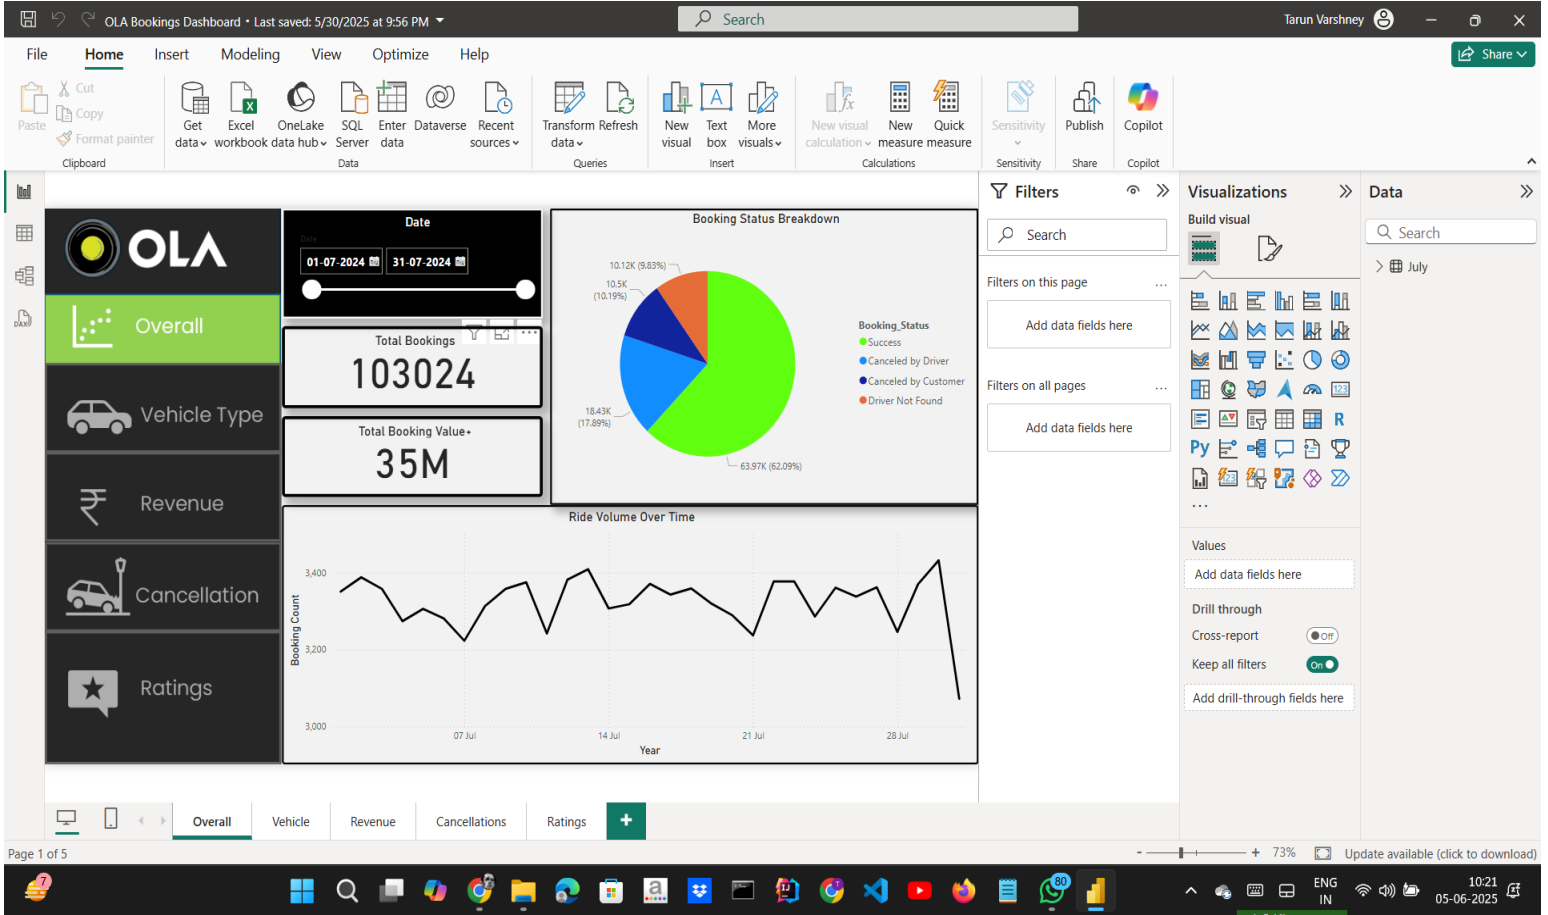 OLA Bookings Dashboard • Last saved: 5/30/2025 at 9:56 PM
Search
Tarun Varshney
File Home Insert Modeling View Optimize Help
Share
Paste
Cut
Copy
Format painter
Clipboard
Get data
Excel workbook
OneLake data hub
SQL Server
Enter data
Dataverse
Recent sources
Data
Transform data
Refresh
Queries
New visual
Text box
More visuals
Insert
New visual calculation
New measure
Quick measure
Calculations
Sensitivity
Sensitivity
Publish
Share
Copilot
Copilot
OLA
Overall
Vehicle Type
Revenue
Cancellation
Ratings
Date
Date
01-07-2024 31-07-2024
Total Bookings
103024
Total Booking Value+
35M
Booking Status Breakdown
10.12K (9.83%)
10.5K
(10.19%)
18.43K
(17.89%)
63.97K (62.09%)
Booking_Status
Success
Canceled by Driver
Canceled by Customer
Driver Not Found
Ride Volume Over Time
Booking Count
3,400
3,200
3,000
07 Jul 14 Jul 21 Jul 28 Jul
Year
Filters
Search
Filters on this page
Add data fields here
Filters on all pages
Add data fields here
Visualizations
Build visual
123
R
Py
123
Values
Add data fields here
Drill through
Cross-report Off
Keep all filters On
Add drill-through fields here
Data
Search
July
DAX
Overall Vehicle Revenue Cancellations Ratings +
Page 1 of 5
- + 73% Update available (click to download)
7
a
80
ENG
IN
10:21
05-06-2025